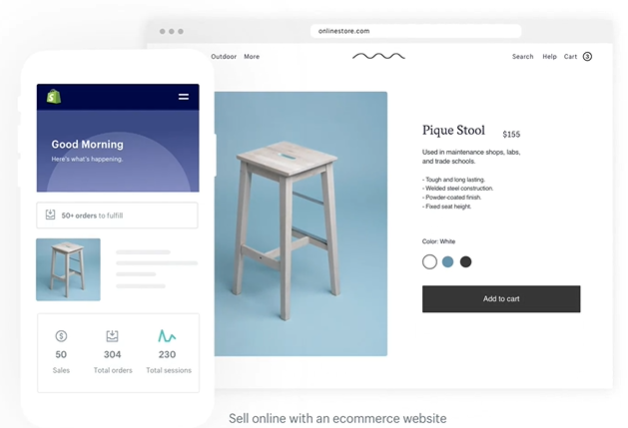 onlinestore.com
Outdoor More
Search Help Cart 3
Good Morning
Here's what's happening.
50+ orders to fulfill
50 304 230
Sales Total orders Total sessions
Pique Stool $155
Used in maintenance shops, labs,
and trade schools.
- Tough and long lasting.
- Welded steel construction.
- Powder-coated finish.
- Fixed seat height.
Color: White
Add to cart
Sell online with an ecommerce website